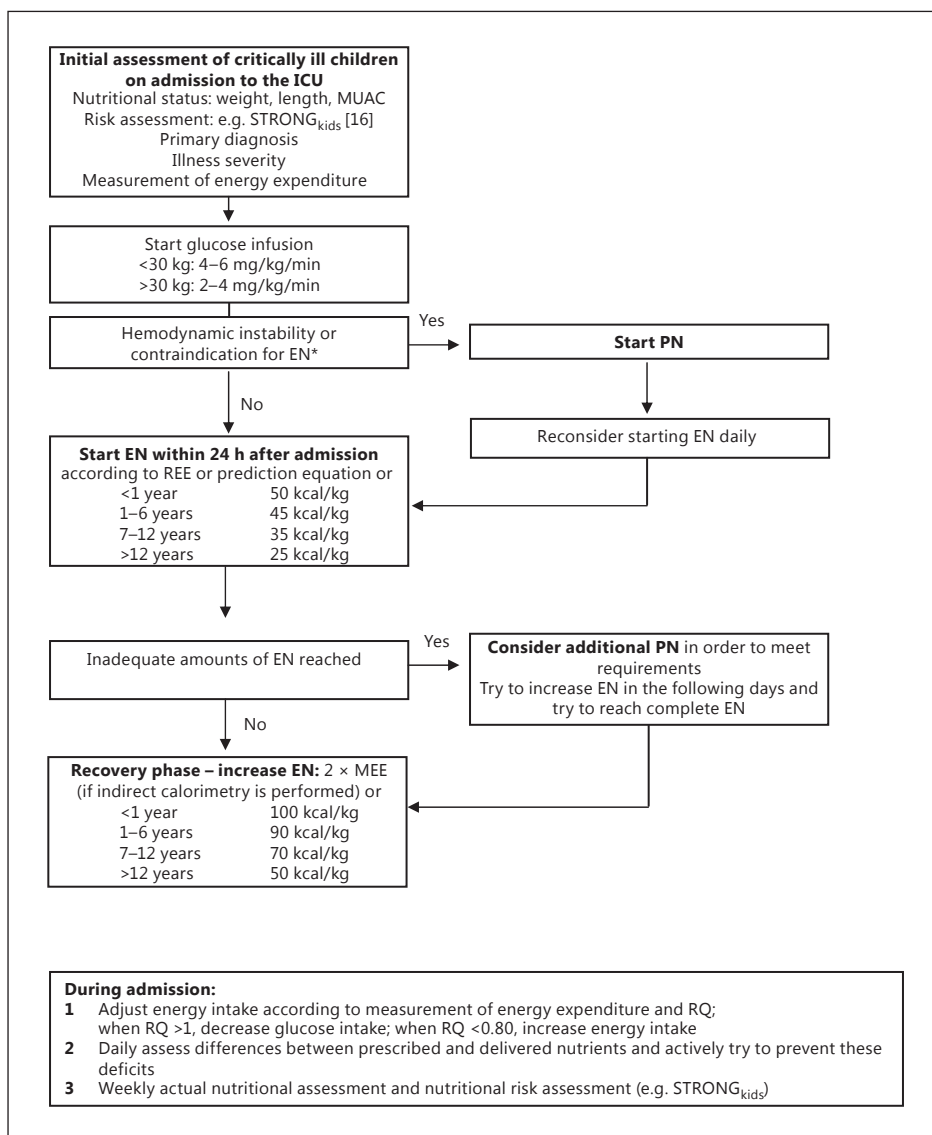 Initial assessment of critically ill children
on admission to the ICU
Nutritional status: weight, length, MUAC
Risk assessment: e.g. STRONGkids [16]
Primary diagnosis
Illness severity
Measurement of energy expenditure
Start glucose infusion
<30 kg: 4–6 mg/kg/min
>30 kg: 2–4 mg/kg/min
Hemodynamic instability or
contraindication for EN*
Yes
Start PN
No
Reconsider starting EN daily
Start EN within 24 h after admission
according to REE or prediction equation or
<1 year 50 kcal/kg
1–6 years 45 kcal/kg
7–12 years 35 kcal/kg
>12 years 25 kcal/kg
Inadequate amounts of EN reached
Yes
Consider additional PN in order to meet
requirements
Try to increase EN in the following days and
try to reach complete EN
No
Recovery phase – increase EN: 2 × MEE
(if indirect calorimetry is performed) or
<1 year 100 kcal/kg
1–6 years 90 kcal/kg
7–12 years 70 kcal/kg
>12 years 50 kcal/kg
During admission:
1 Adjust energy intake according to measurement of energy expenditure and RQ;
when RQ >1, decrease glucose intake; when RQ <0.80, increase energy intake
2 Daily assess differences between prescribed and delivered nutrients and actively try to prevent these
deficits
3 Weekly actual nutritional assessment and nutritional risk assessment (e.g. STRONGkids)